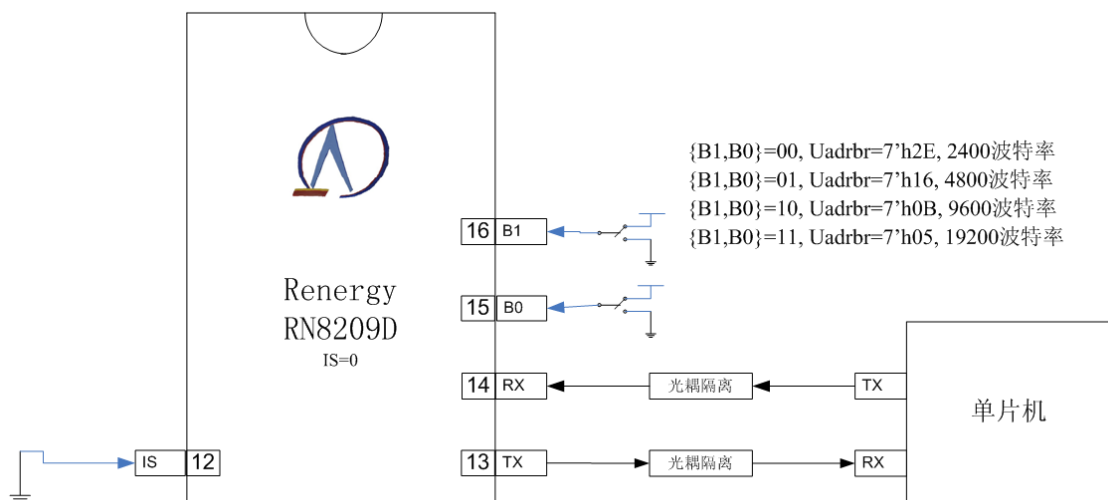 {B1,B0}=00, Uadrbr=7'h2E, 2400波特率
{B1,B0}=01, Uadrbr=7'h16, 4800波特率
{B1,B0}=10, Uadrbr=7'h0B, 9600波特率
{B1,B0}=11, Uadrbr=7'h05, 19200波特率
16 B1
Renergy
RN8209D
IS=0
15 B0
14 RX
光耦隔离
TX
单片机
IS 12
13 TX
光耦隔离
RX